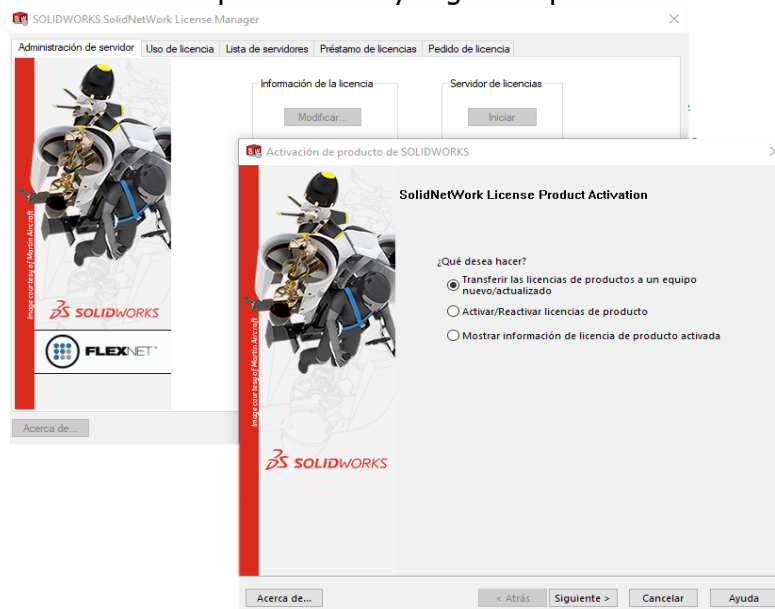 SOLIDWORKS SolidNetWork License Manager
Administración de servidor Uso de licencia Lista de servidores Préstamo de licencias Pedido de licencia
Información de la licencia
Servidor de licencias
Modificar...
Iniciar
Image courtesy of Martin Aircraft
SOLIDWORKS
FLEXNET
Acerca de...
Activación de producto de SOLIDWORKS
SolidNetWork License Product Activation
¿Qué desea hacer?
Transferir las licencias de productos a un equipo
nuevo/actualizado
Activar/Reactivar licencias de producto
Mostrar información de licencia de producto activada
Image courtesy of Martin Aircraft
SOLIDWORKS
Acerca de...
< Atrás
Siguiente >
Cancelar
Ayuda